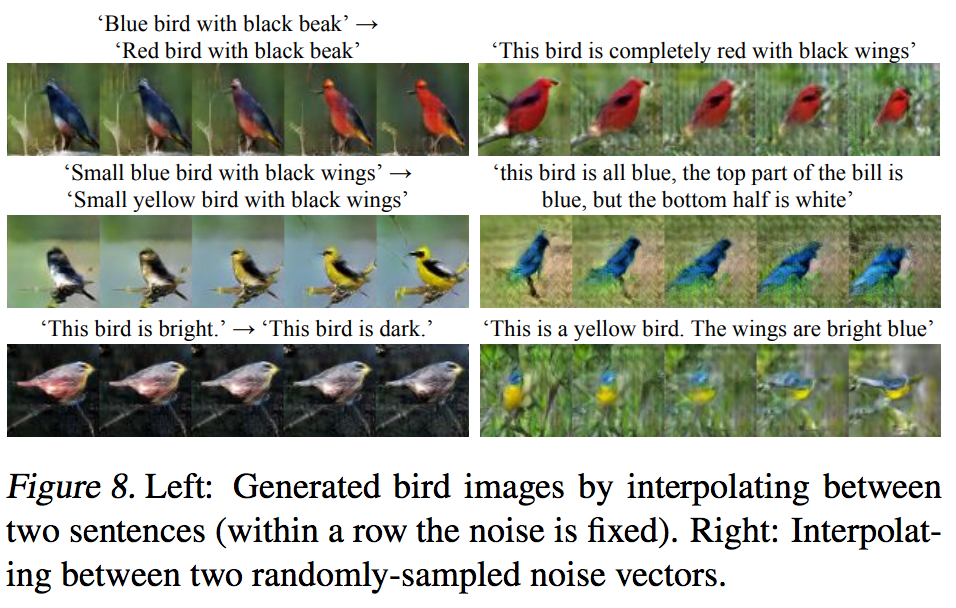 ‘Blue bird with black beak’ →
‘Red bird with black beak’
‘This bird is completely red with black wings’
‘Small blue bird with black wings’ →
‘Small yellow bird with black wings’
‘this bird is all blue, the top part of the bill is
blue, but the bottom half is white’
‘This bird is bright.’ → ‘This bird is dark.’
‘This is a yellow bird. The wings are bright blue’
Figure 8. Left: Generated bird images by interpolating between
two sentences (within a row the noise is fixed). Right: Interpolat-
ing between two randomly-sampled noise vectors.